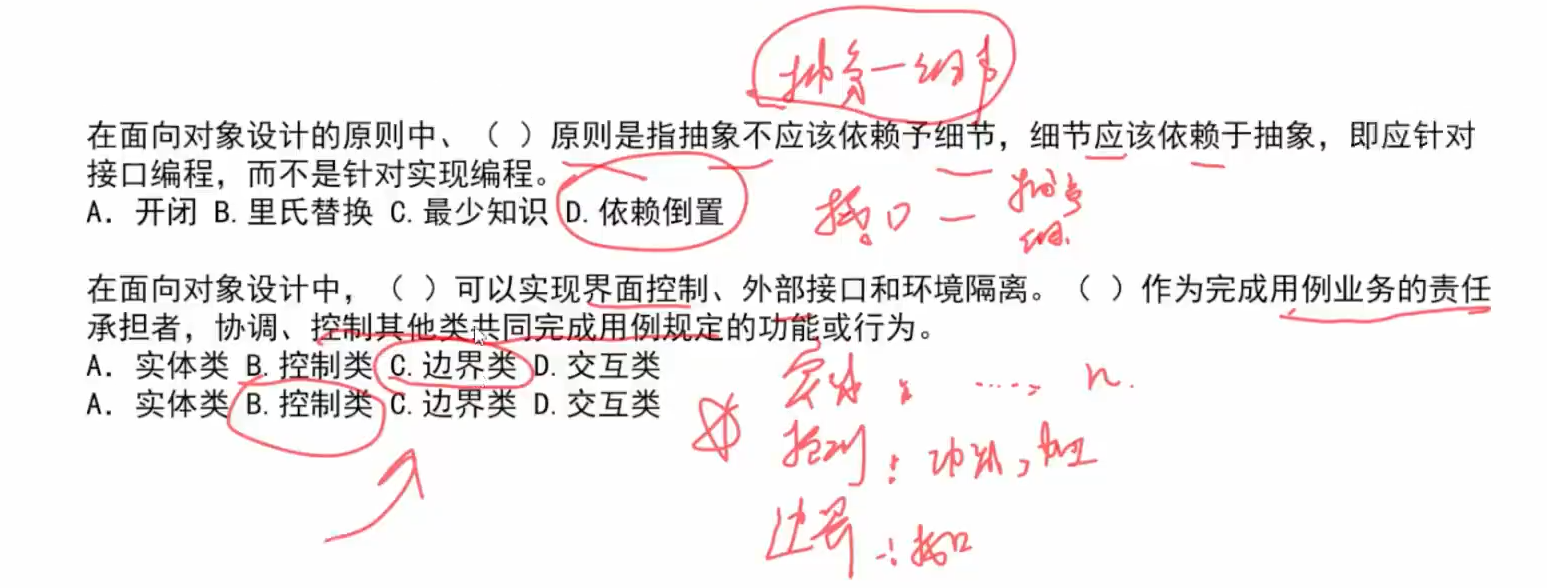 抽象—细节
在面向对象设计的原则中、（ ）原则是指抽象不应该依赖予细节，细节应该依赖于抽象，即应针对
接口编程，而不是针对实现编程。
A. 开闭 B.里氏替换 C.最少知识 D.依赖倒置
接口 — 抽象
细.
在面向对象设计中，（ ）可以实现界面控制、外部接口和环境隔离。（ ）作为完成用例业务的责任
承担者，协调、控制其他类共同完成用例规定的功能或行为。
A. 实体类 B.控制类 C.边界类 D.交互类
A. 实体类 B.控制类 C.边界类 D.交互类
实体： ...., n.
控制：功能,
边界：接口